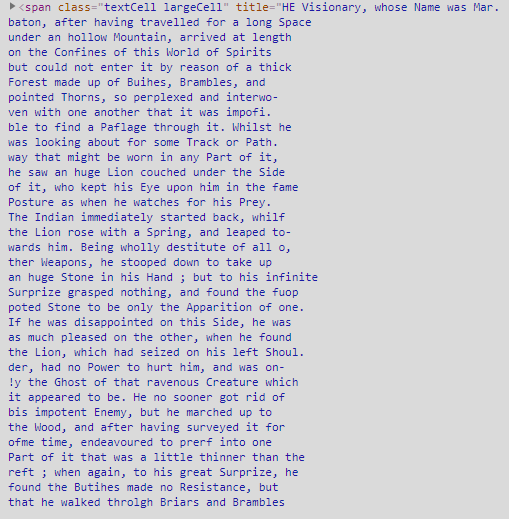 <span class="textCell largeCell" title="HE Visionary, whose Name was Mar.
baton, after having travelled for a long Space
under an hollow Mountain, arrived at length
on the Confines of this World of Spirits
but could not enter it by reason of a thick
Forest made up of Buihes, Brambles, and
pointed Thorns, so perplexed and interwo-
ven with one another that it was impofi.
ble to find a Paflage through it. Whilst he
was looking about for some Track or Path.
way that might be worn in any Part of it,
he saw an huge Lion couched under the Side
of it, who kept his Eye upon him in the fame
Posture as when he watches for his Prey.
The Indian immediately started back, whilf
the Lion rose with a Spring, and leaped to-
wards him. Being wholly destitute of all o,
ther Weapons, he stooped down to take up
an huge Stone in his Hand ; but to his infinite
Surprize grasped nothing, and found the fuop
poted Stone to be only the Apparition of one.
If he was disappointed on this Side, he was
as much pleased on the other, when he found
the Lion, which had seized on his left Shoul.
der, had no Power to hurt him, and was on-
!y the Ghost of that ravenous Creature which
it appeared to be. He no sooner got rid of
bis impotent Enemy, but he marched up to
the Wood, and after having surveyed it for
ofme time, endeavoured to prerf into one
Part of it that was a little thinner than the
reft ; when again, to his great Surprize, he
found the Butihes made no Resistance, but
that he walked throlgh Briars and Brambles